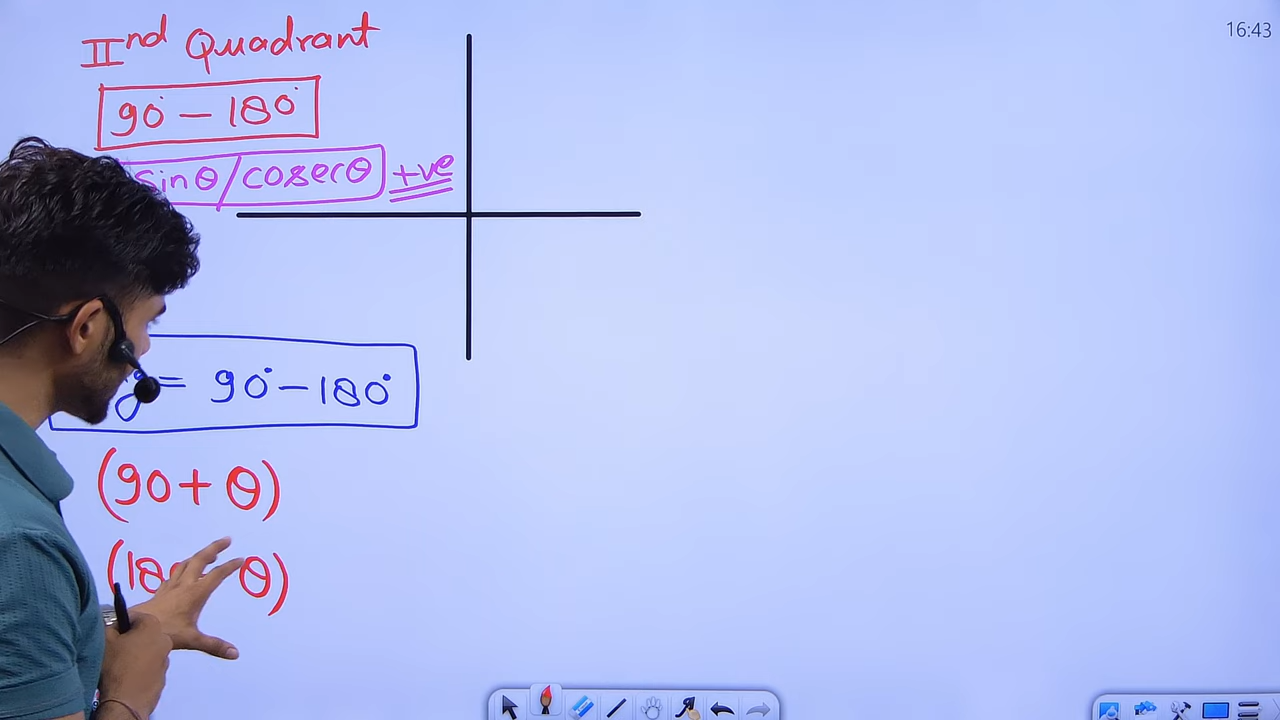 IInd Quadrant
16:43
90° - 180°
sinθ/cosecθ +ve
= 90° - 180°
(90 + θ)
(180 θ)